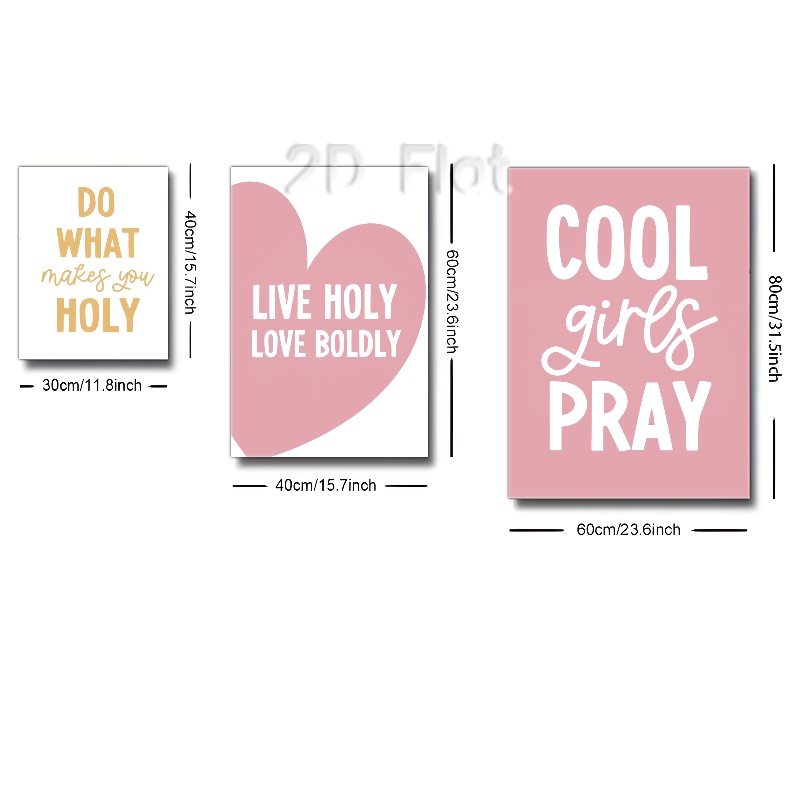 2D Flat
DO
WHAT
makes you
HOLY
40cm/15.7inch
30cm/11.8inch
LIVE HOLY
LOVE BOLDLY
60cm/23.6inch
40cm/15.7inch
COOL
girls
PRAY
80cm/31.5inch
60cm/23.6inch